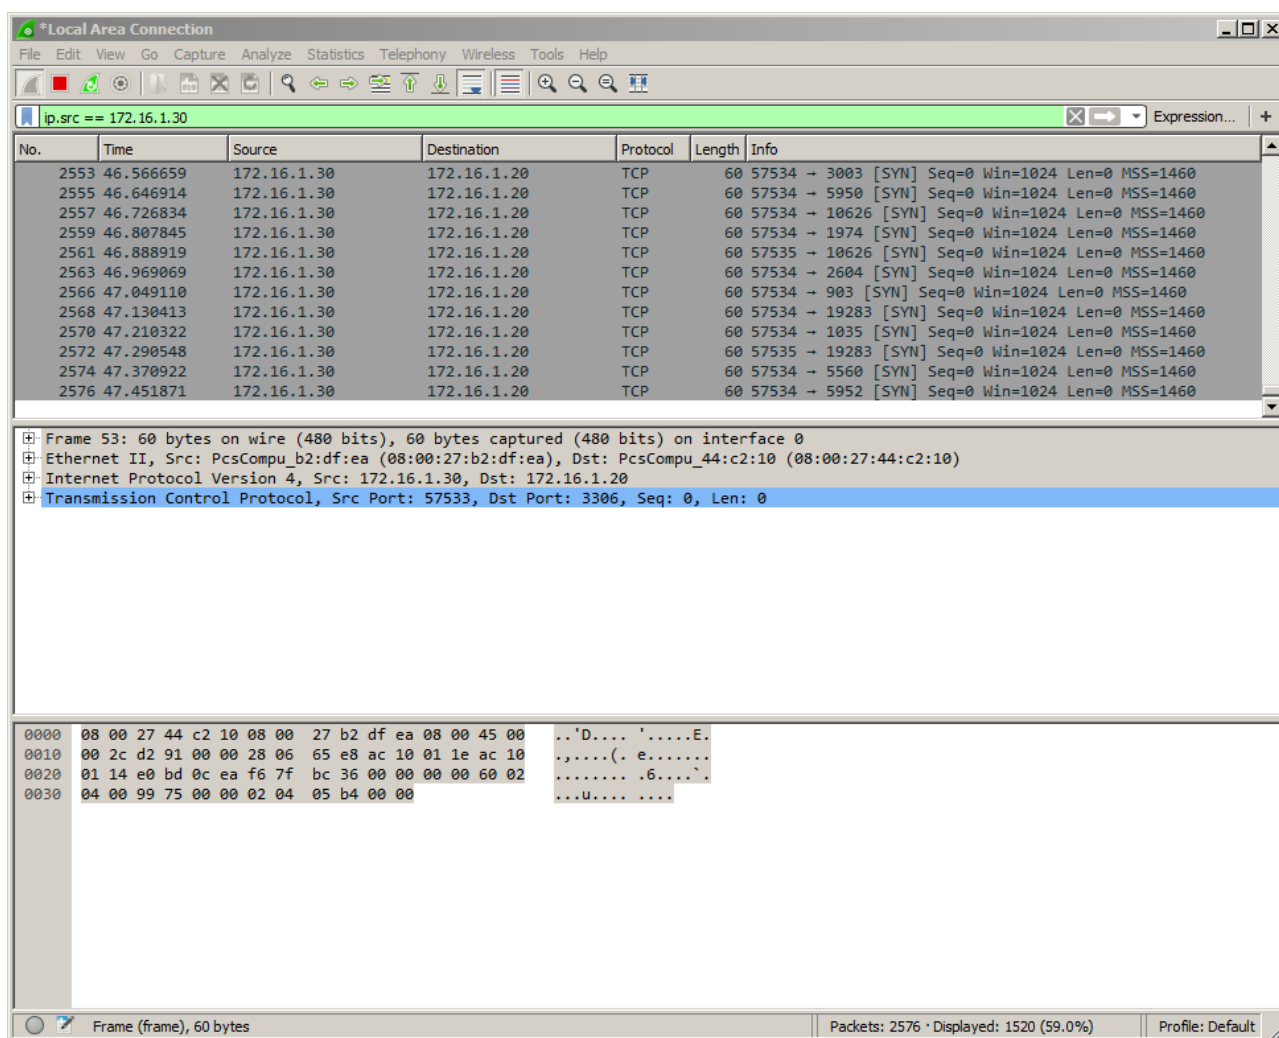 *Local Area Connection
File Edit View Go Capture Analyze Statistics Telephony Wireless Tools Help
ip.src == 172.16.1.30 Expression... +
No. Time Source Destination Protocol Length Info
2553 46.566659 172.16.1.30 172.16.1.20 TCP 60 57534 → 3003 [SYN] Seq=0 Win=1024 Len=0 MSS=1460
2555 46.646914 172.16.1.30 172.16.1.20 TCP 60 57534 → 5950 [SYN] Seq=0 Win=1024 Len=0 MSS=1460
2557 46.726834 172.16.1.30 172.16.1.20 TCP 60 57534 → 10626 [SYN] Seq=0 Win=1024 Len=0 MSS=1460
2559 46.807845 172.16.1.30 172.16.1.20 TCP 60 57534 → 1974 [SYN] Seq=0 Win=1024 Len=0 MSS=1460
2561 46.888919 172.16.1.30 172.16.1.20 TCP 60 57535 → 10626 [SYN] Seq=0 Win=1024 Len=0 MSS=1460
2563 46.969069 172.16.1.30 172.16.1.20 TCP 60 57534 → 2604 [SYN] Seq=0 Win=1024 Len=0 MSS=1460
2566 47.049110 172.16.1.30 172.16.1.20 TCP 60 57534 → 903 [SYN] Seq=0 Win=1024 Len=0 MSS=1460
2568 47.130413 172.16.1.30 172.16.1.20 TCP 60 57534 → 19283 [SYN] Seq=0 Win=1024 Len=0 MSS=1460
2570 47.210322 172.16.1.30 172.16.1.20 TCP 60 57534 → 1035 [SYN] Seq=0 Win=1024 Len=0 MSS=1460
2572 47.290548 172.16.1.30 172.16.1.20 TCP 60 57535 → 19283 [SYN] Seq=0 Win=1024 Len=0 MSS=1460
2574 47.370922 172.16.1.30 172.16.1.20 TCP 60 57534 → 5560 [SYN] Seq=0 Win=1024 Len=0 MSS=1460
2576 47.451871 172.16.1.30 172.16.1.20 TCP 60 57534 → 5952 [SYN] Seq=0 Win=1024 Len=0 MSS=1460
Frame 53: 60 bytes on wire (480 bits), 60 bytes captured (480 bits) on interface 0
Ethernet II, Src: PcsCompu_b2:df:ea (08:00:27:b2:df:ea), Dst: PcsCompu_44:c2:10 (08:00:27:44:c2:10)
Internet Protocol Version 4, Src: 172.16.1.30, Dst: 172.16.1.20
Transmission Control Protocol, Src Port: 57533, Dst Port: 3306, Seq: 0, Len: 0
0000 08 00 27 44 c2 10 08 00 27 b2 df ea 08 00 45 00 ..'D.... '.....E.
0010 00 2c d2 91 00 00 28 06 65 e8 ac 10 01 1e ac 10 .,....(. e.......
0020 01 14 e0 bd 0c ea f6 7f bc 36 00 00 00 00 60 02 ........ .6....`.
0030 04 00 99 75 00 00 02 04 05 b4 00 00 ...u.... ....
Frame (frame), 60 bytes Packets: 2576 · Displayed: 1520 (59.0%) Profile: Default